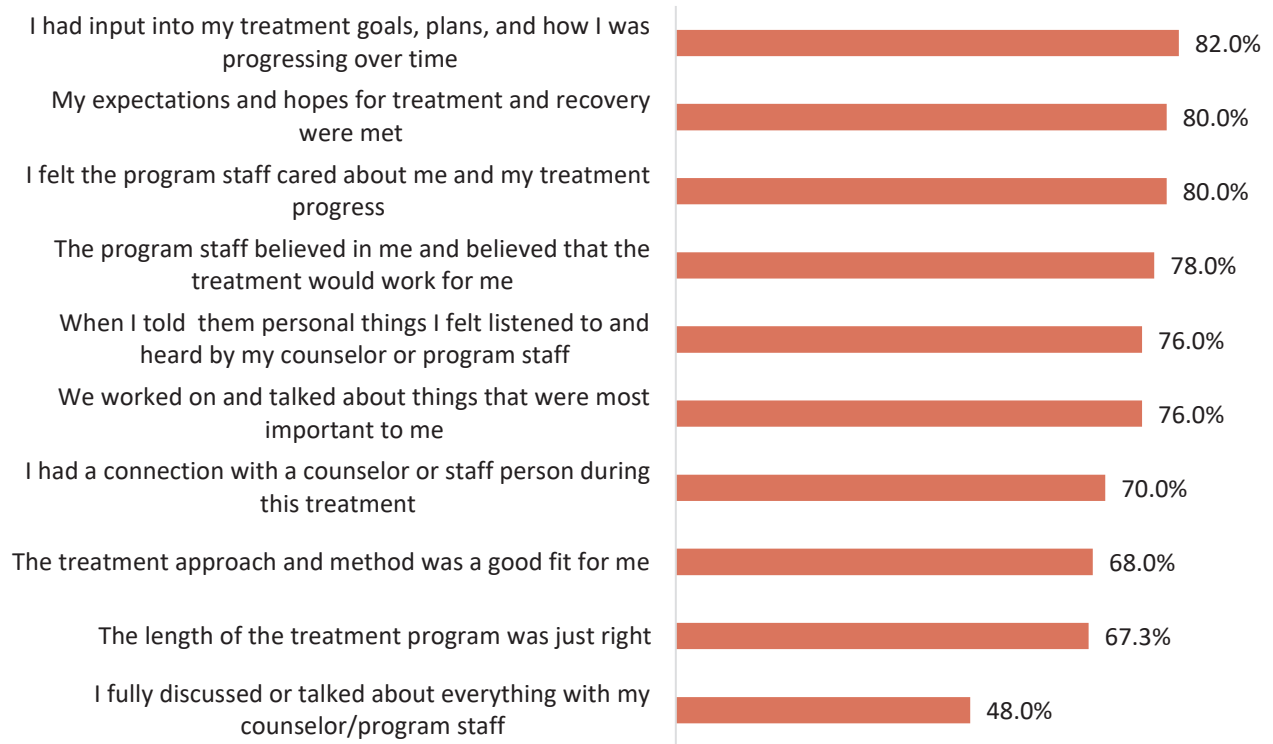 I had input into my treatment goals, plans, and how I was
progressing over time
82.0%
My expectations and hopes for treatment and recovery
were met
80.0%
I felt the program staff cared about me and my treatment
progress
80.0%
The program staff believed in me and believed that the
treatment would work for me
78.0%
When I told  them personal things I felt listened to and
heard by my counselor or program staff
76.0%
We worked on and talked about things that were most
important to me
76.0%
I had a connection with a counselor or staff person during
this treatment
70.0%
The treatment approach and method was a good fit for me
68.0%
The length of the treatment program was just right
67.3%
I fully discussed or talked about everything with my
counselor/program staff
48.0%